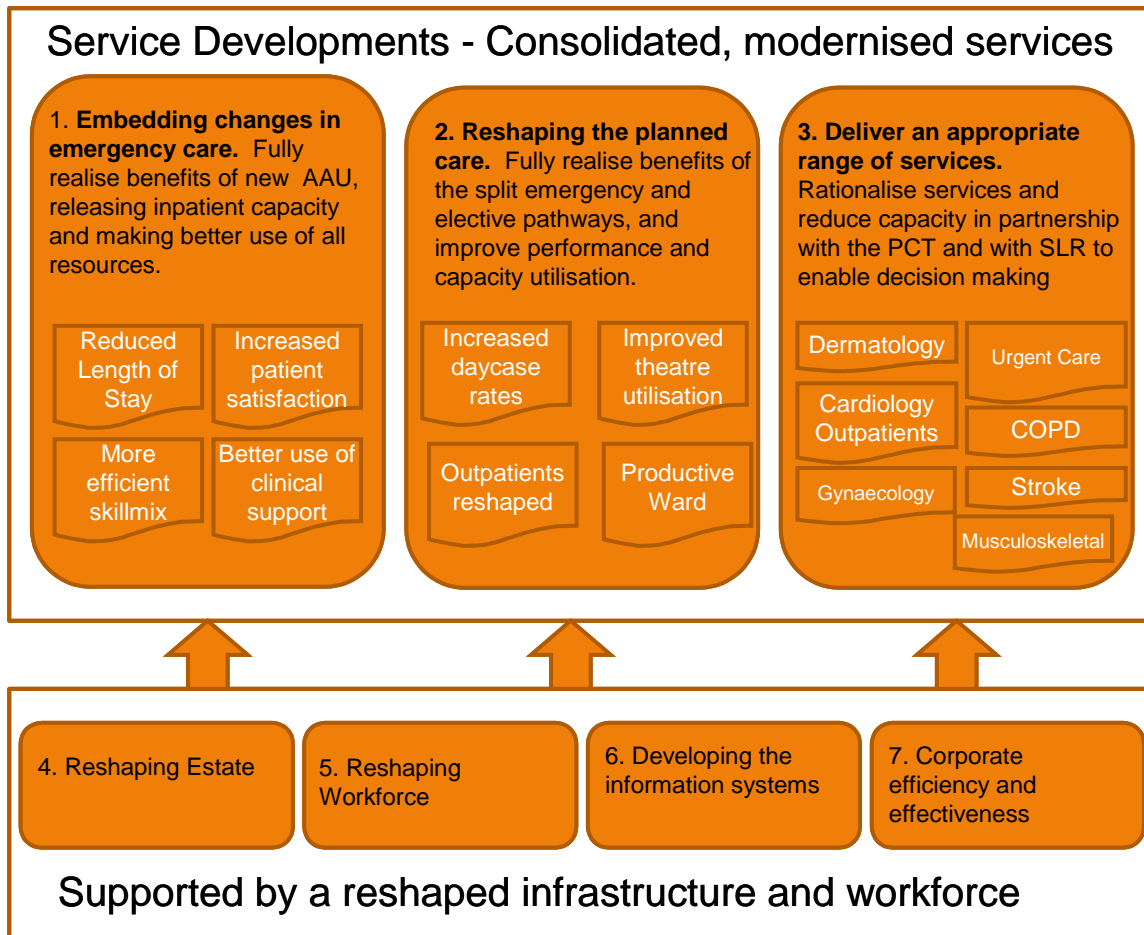 Service Developments - Consolidated, modernised services
1. Embedding changes in
emergency care. Fully
realise benefits of new AAU,
releasing inpatient capacity
and making better use of all
resources.
Reduced
Length of
Stay
Increased
patient
satisfaction
More
efficient
skillmix
Better use of
clinical
support
2. Reshaping the planned
care. Fully realise benefits of
the split emergency and
elective pathways, and
improve performance and
capacity utilisation.
Increased
daycase
rates
Improved
theatre
utilisation
Outpatients
reshaped
Productive
Ward
3. Deliver an appropriate
range of services.
Rationalise services and
reduce capacity in partnership
with the PCT and with SLR to
enable decision making
Dermatology
Urgent Care
Cardiology
Outpatients
COPD
Gynaecology
Stroke
Musculoskeletal
4. Reshaping Estate
5. Reshaping
Workforce
6. Developing the
information systems
7. Corporate
efficiency and
effectiveness
Supported by a reshaped infrastructure and workforce